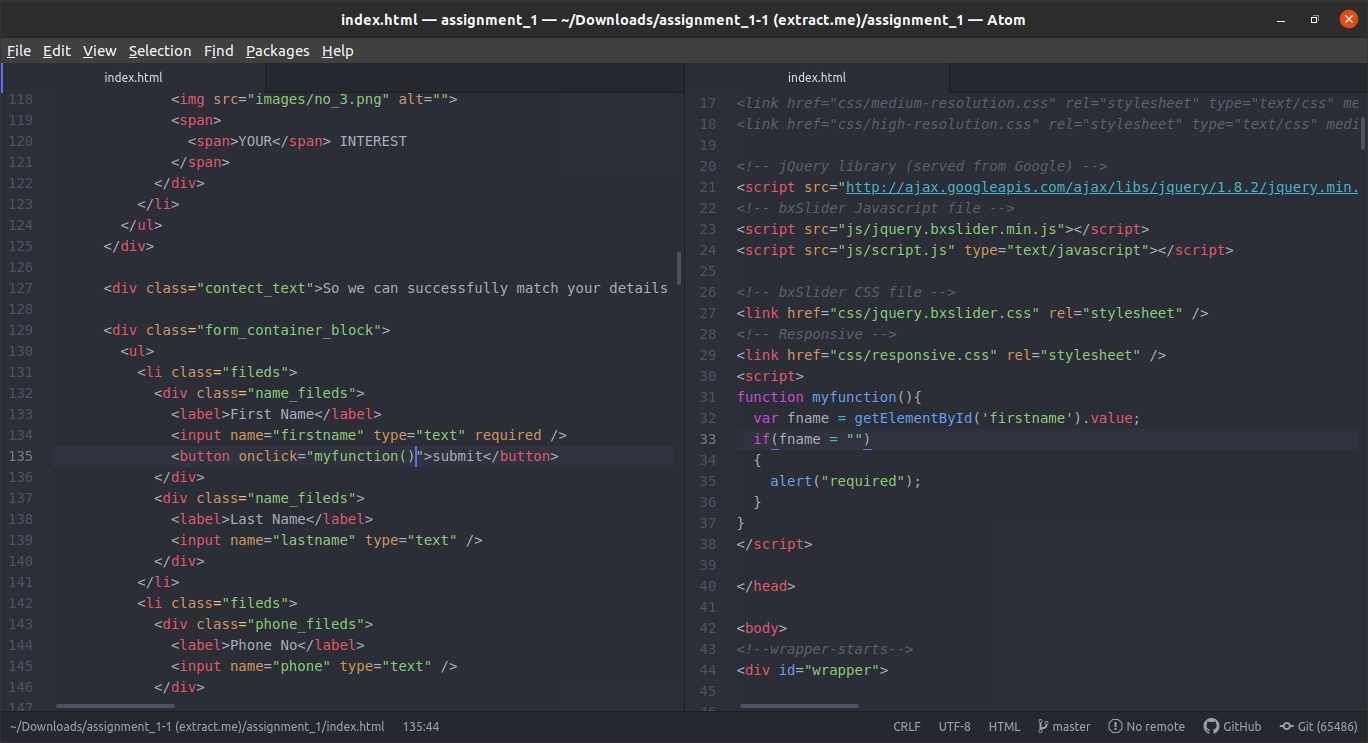 index.html — assignment_1 — ~/Downloads/assignment_1-1 (extract.me)/assignment_1 — Atom
File Edit View Selection Find Packages Help
index.html
118 <img src="images/no_3.png" alt="">
119 <span>
120 <span>YOUR</span> INTEREST
121 </span>
122 </div>
123 </li>
124 </ul>
125 </div>
126
127 <div class="contect_text">So we can successfully match your details
128
129 <div class="form_container_block">
130 <ul>
131 <li class="fileds">
132 <div class="name_fileds">
133 <label>First Name</label>
134 <input name="firstname" type="text" required />
135 <button onclick="myfunction()">submit</button>
136 </div>
137 <div class="name_fileds">
138 <label>Last Name</label>
139 <input name="lastname" type="text" />
140 </div>
141 </li>
142 <li class="fileds">
143 <div class="phone_fileds">
144 <label>Phone No</label>
145 <input name="phone" type="text" />
146 </div>
147
index.html
17 <link href="css/medium-resolution.css" rel="stylesheet" type="text/css" me
18 <link href="css/high-resolution.css" rel="stylesheet" type="text/css" medi
19
20 <!-- jQuery library (served from Google) -->
21 <script src="http://ajax.googleapis.com/ajax/libs/jquery/1.8.2/jquery.min.
22 <!-- bxSlider Javascript file -->
23 <script src="js/jquery.bxslider.min.js"></script>
24 <script src="js/script.js" type="text/javascript"></script>
25
26 <!-- bxSlider CSS file -->
27 <link href="css/jquery.bxslider.css" rel="stylesheet" />
28 <!-- Responsive -->
29 <link href="css/responsive.css" rel="stylesheet" />
30 <script>
31 function myfunction(){
32 var fname = getElementById('firstname').value;
33 if(fname = "")
34 {
35 alert("required");
36 }
37 }
38 </script>
39
40 </head>
41
42 <body>
43 <!--wrapper-starts-->
44 <div id="wrapper">
45
46
~/Downloads/assignment_1-1 (extract.me)/assignment_1/index.html 135:44 CRLF UTF-8 HTML master No remote GitHub Git (65486)